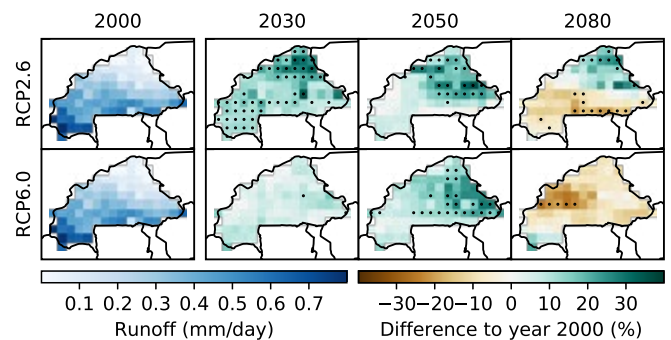 2000 2030 2050 2080
RCP2.6
RCP6.0
0.1 0.2 0.3 0.4 0.5 0.6 0.7 −30 −20 −10 0 10 20 30
Runoff (mm/day) Difference to year 2000 (%)